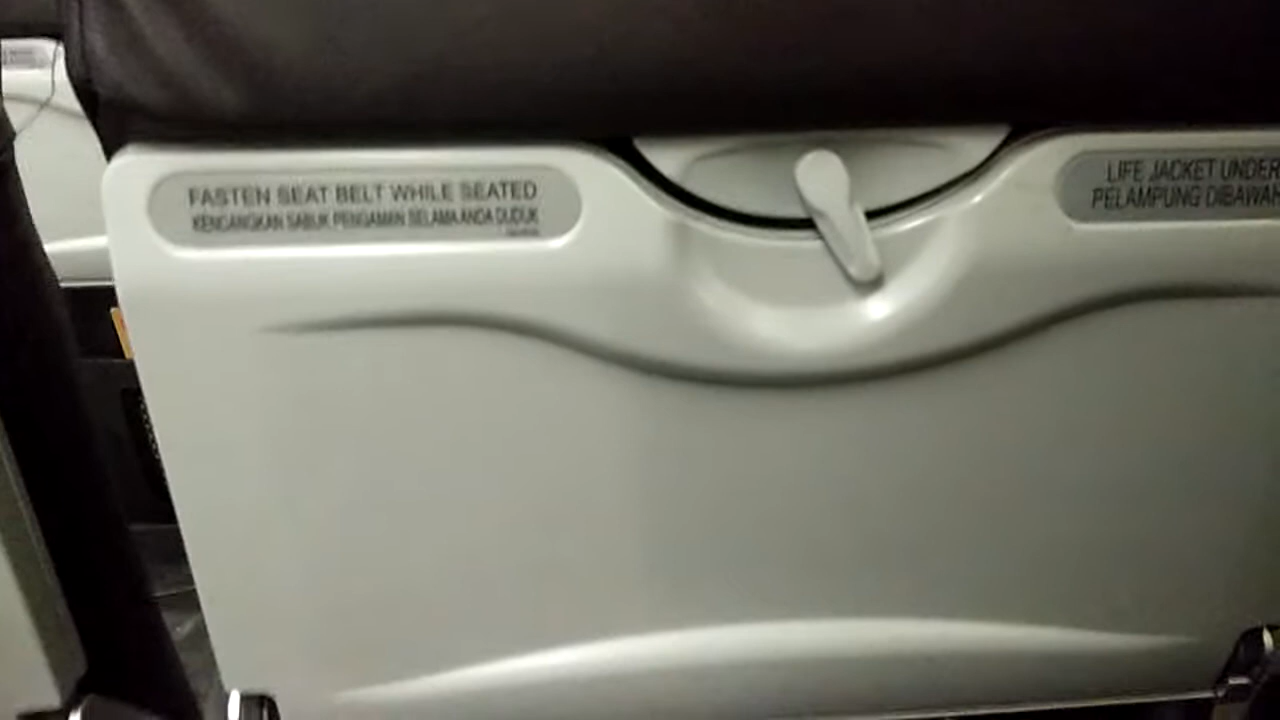 FASTEN SEAT BELT WHILE SEATED
KENCANGKAN SABUK PENGAMAN SELAMA ANDA DUDUK
LIFE JACKET UNDER
PELAMPUNG DIBAWAH